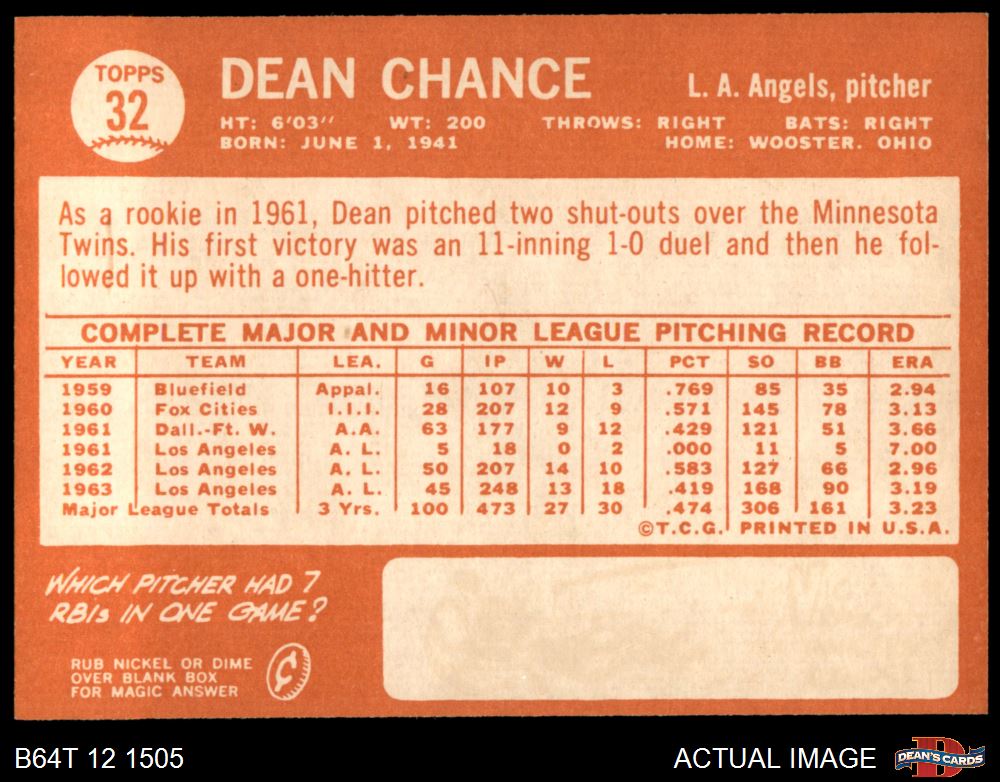 TOPPS
32
DEAN CHANCE
L. A. Angels, pitcher
HT: 6'03" WT: 200 THROWS: RIGHT BATS: RIGHT
BORN: JUNE 1, 1941 HOME: WOOSTER. OHIO
As a rookie in 1961, Dean pitched two shut-outs over the Minnesota
Twins. His first victory was an 11-inning 1-0 duel and then he fol-
lowed it up with a one-hitter.
COMPLETE MAJOR AND MINOR LEAGUE PITCHING RECORD
YEAR TEAM LEA. G IP W L PCT SO BB ERA
1959 Bluefield Appal. 16 107 10 3 .769 85 35 2.94
1960 Fox Cities I.I.I. 28 207 12 9 .571 145 78 3.13
1961 Dall.-Ft. W. A.A. 63 177 9 12 .429 121 51 3.66
1961 Los Angeles A. L. 5 18 0 2 .000 11 5 7.00
1962 Los Angeles A. L. 50 207 14 10 .583 127 66 2.96
1963 Los Angeles A. L. 45 248 13 18 .419 168 90 3.19
Major League Totals 3 Yrs. 100 473 27 30 .474 306 161 3.23
©T.C.G. PRINTED IN U.S.A.
WHICH PITCHER HAD 7
RBIs IN ONE GAME?
RUB NICKEL OR DIME
OVER BLANK BOX
FOR MAGIC ANSWER
¢
B64T 12 1505
ACTUAL IMAGE
D
DEAN'S CARDS